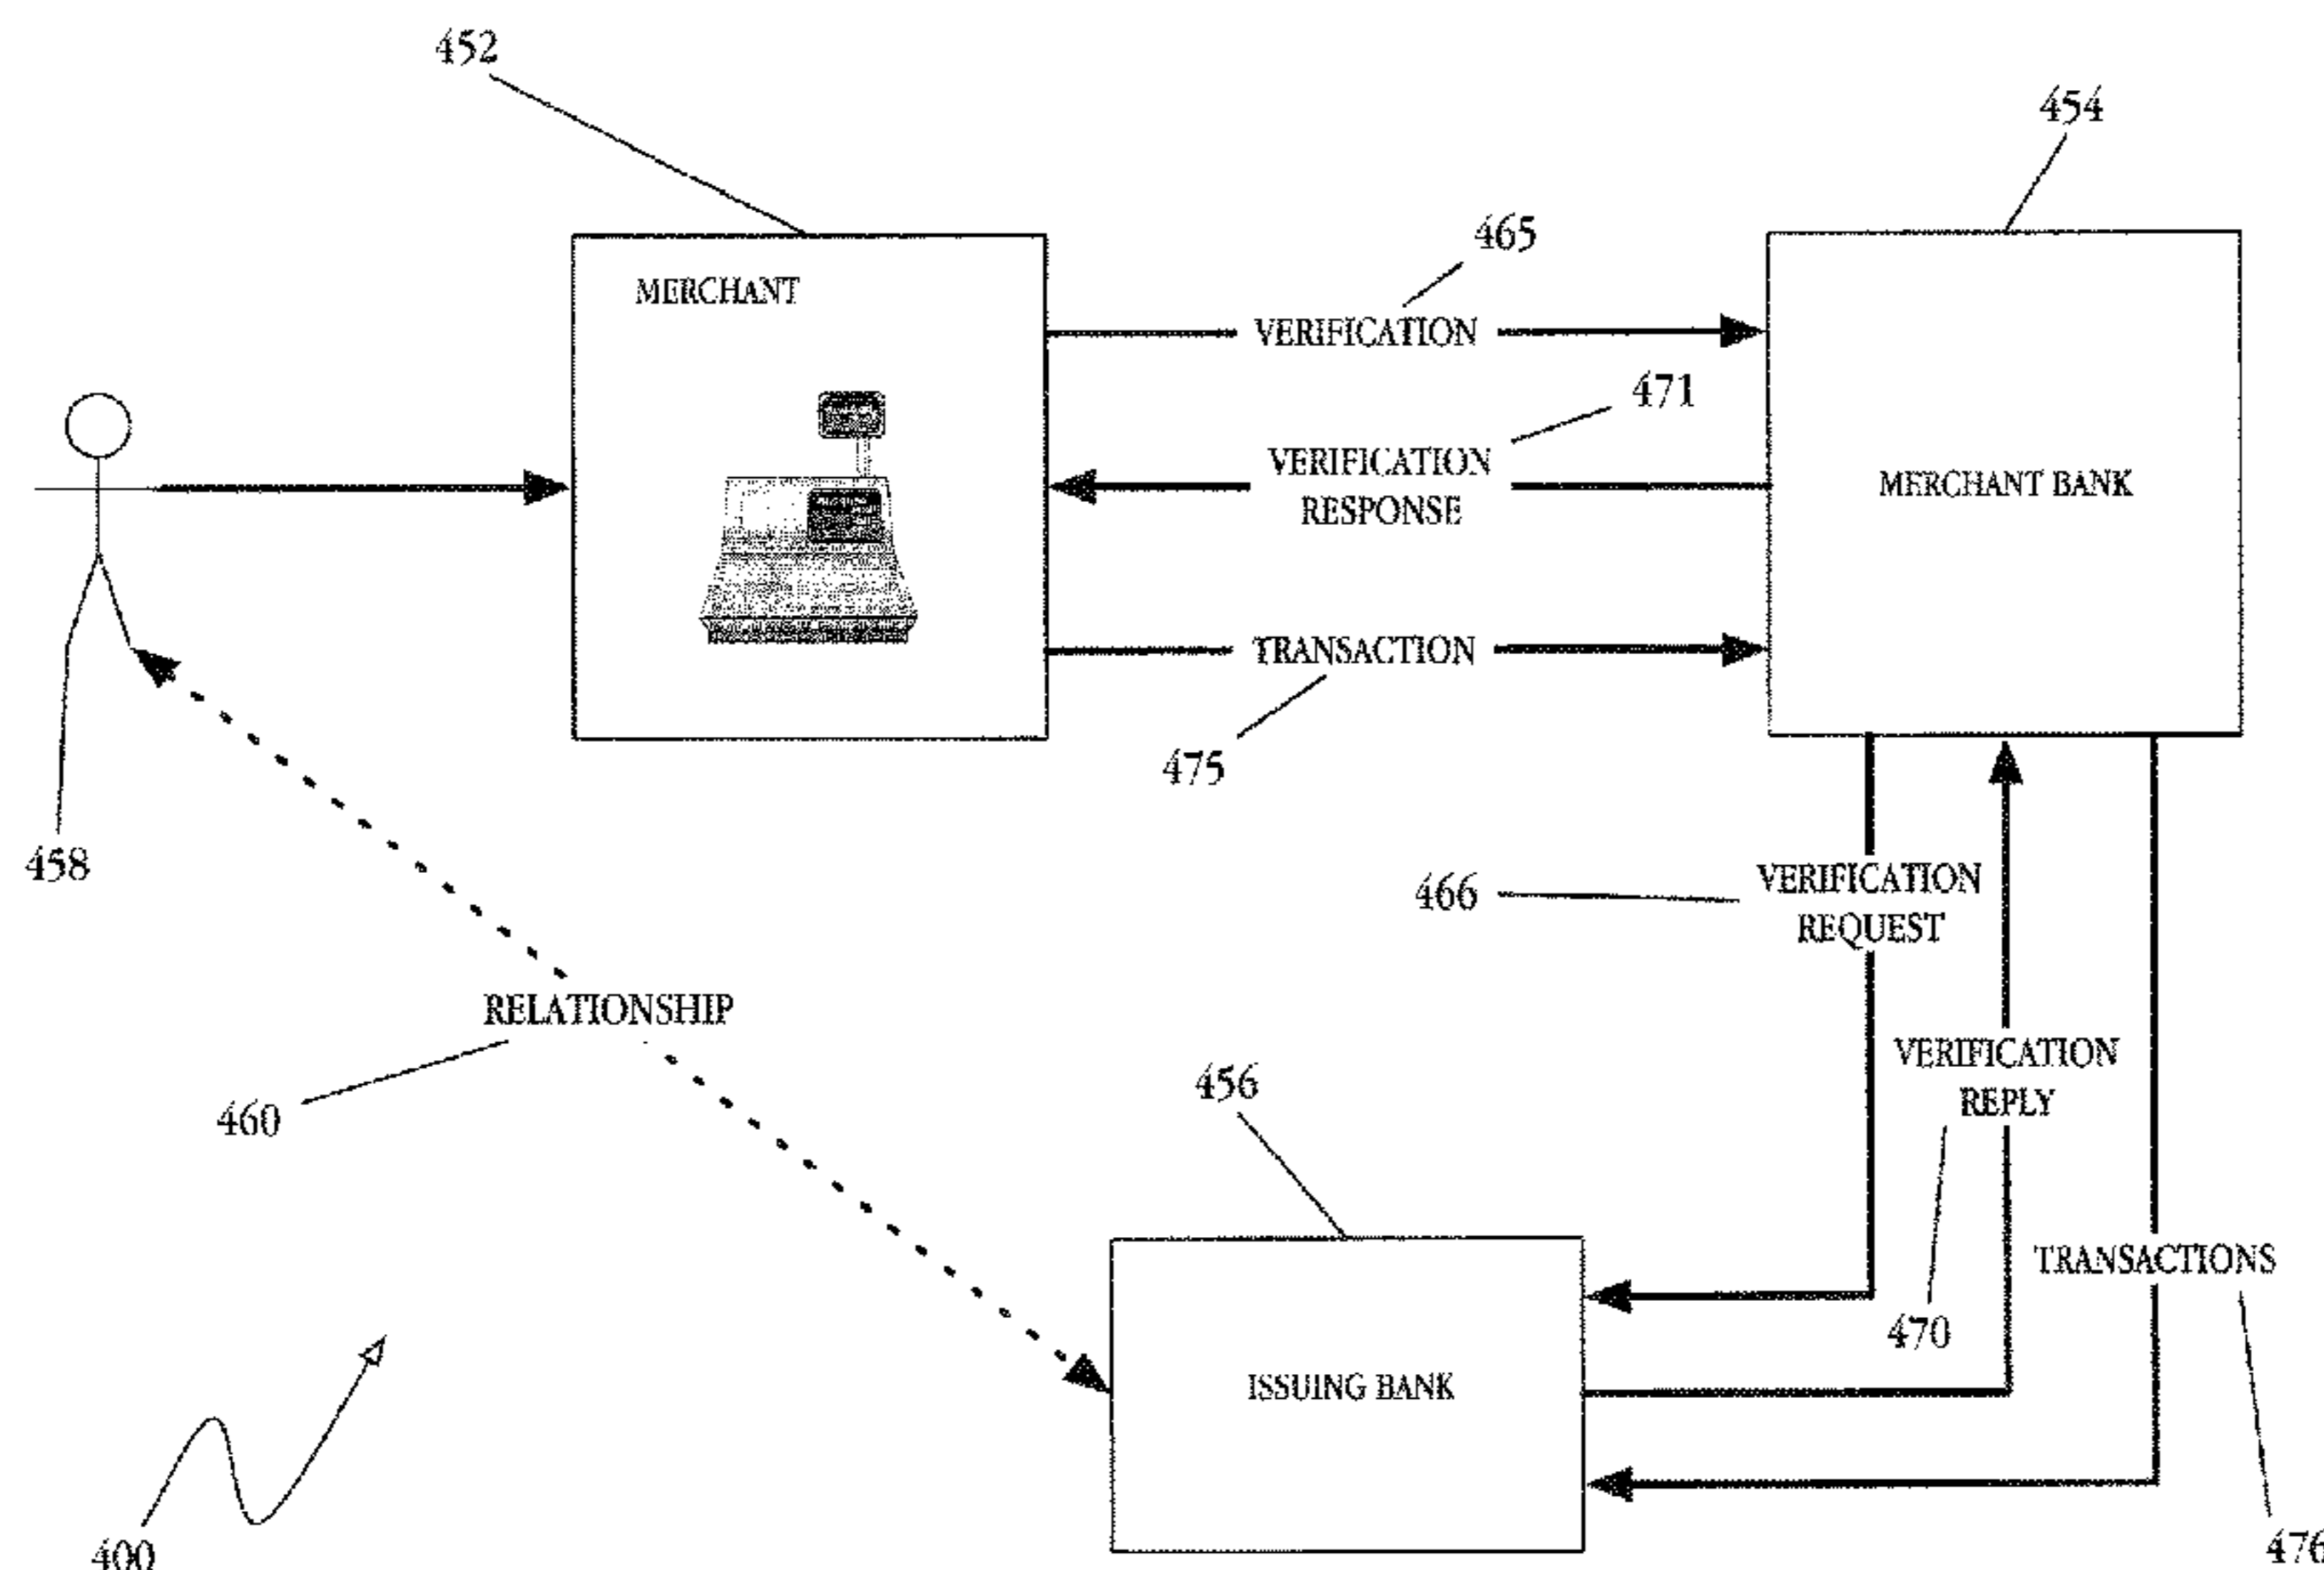 452
454
465
MERCHANT
VERIFICATION
471
VERIFICATION
RESPONSE
MERCHANT BANK
TRANSACTION
475
458
466
VERIFICATION
REQUEST
RELATIONSHIP
460
456
VERIFICATION
REPLY
TRANSACTIONS
470
ISSUING BANK
400
476